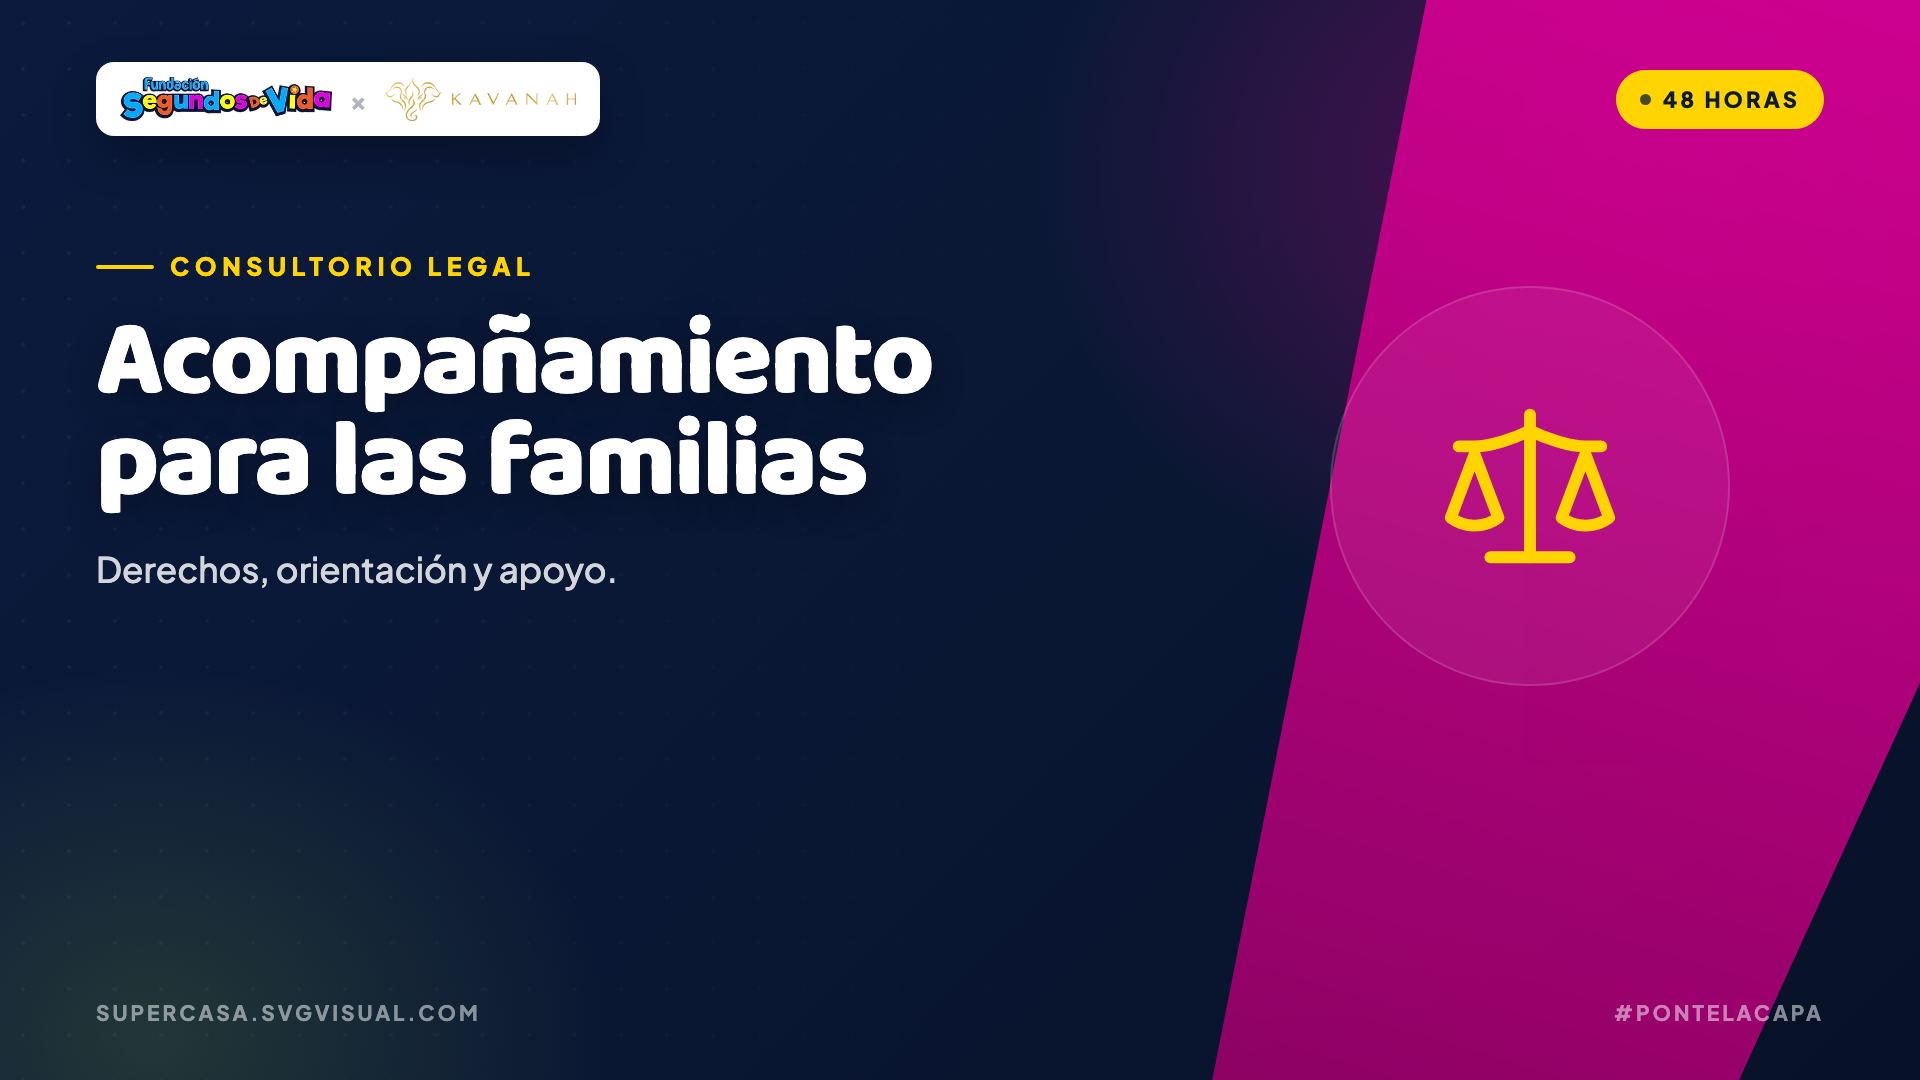 Fundación
Segundos de Vida × KAVANAH
48 HORAS
CONSULTORIO LEGAL
Acompañamiento
para las familias
Derechos, orientación y apoyo.
SUPERCASA.SVGVISUAL.COM
#PONTELACAPA